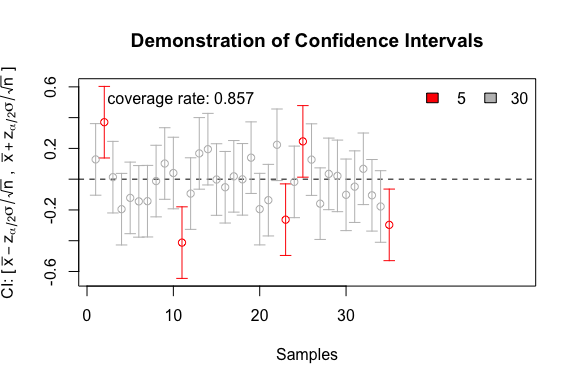 Demonstration of Confidence Intervals
coverage rate: 0.857
5 30
CI: [ x̄ − zα/2σ/√n , x̄ + zα/2σ/√n ]
0.6
0.2
-0.2
-0.6
0 10 20 30
Samples